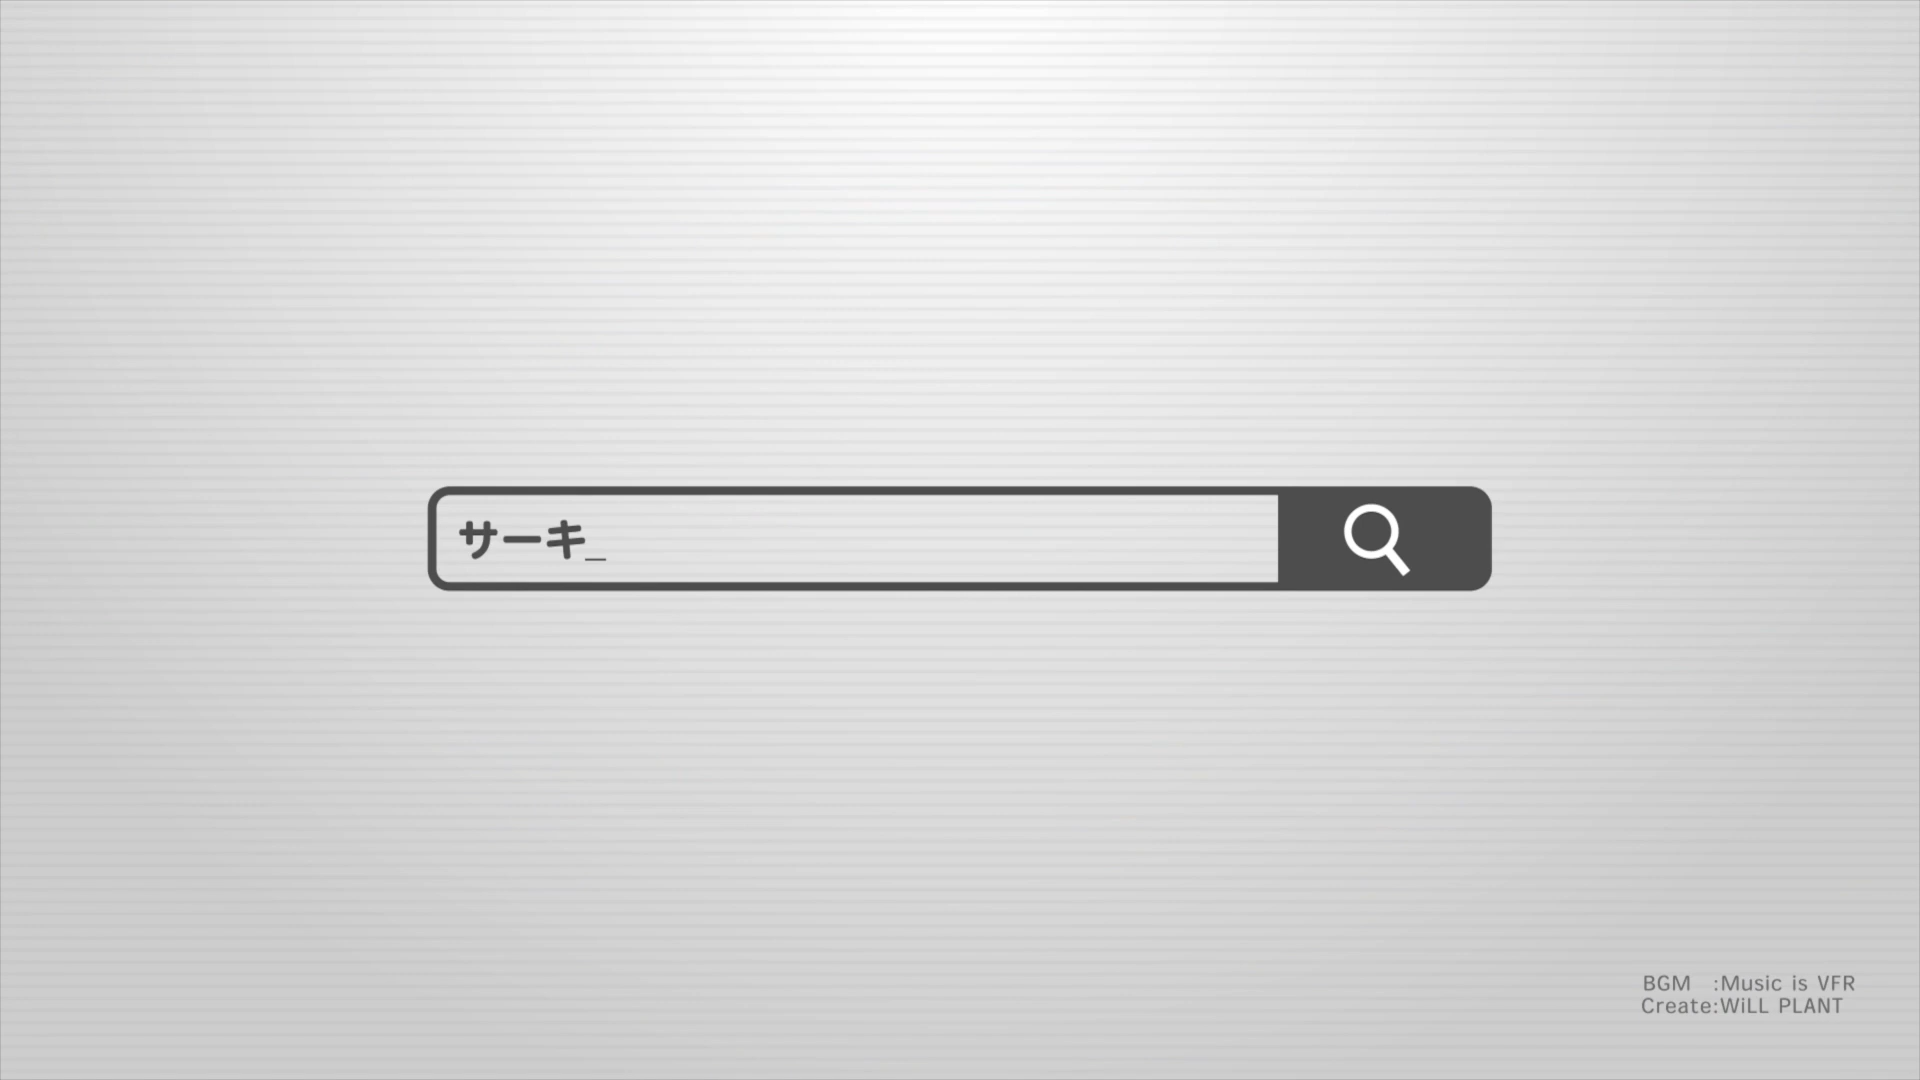 サーキ_
BGM :Music is VFR
Create:WiLL PLANT